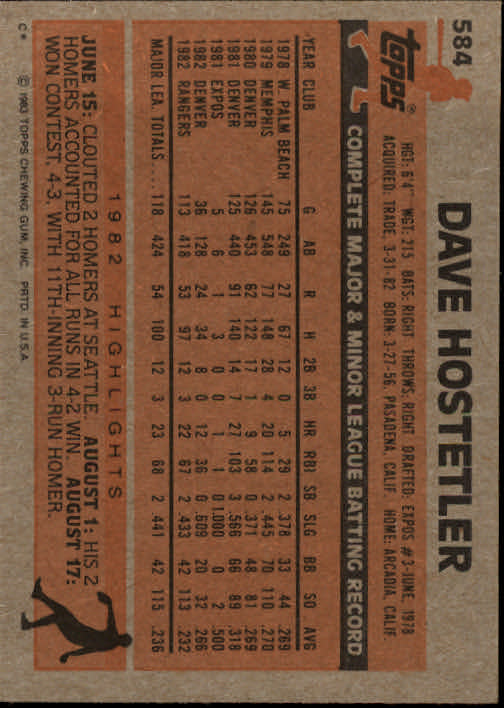 584
DAVE HOSTETLER
topps®
HGT: 6'4" WGT: 215 BATS: RIGHT THROWS: RIGHT DRAFTED: EXPOS #3-JUNE, 1978
ACQUIRED: TRADE, 3-31-82 BORN: 3-27-56, PASADENA, CALIF. HOME: ARCADIA, CALIF
COMPLETE MAJOR & MINOR LEAGUE BATTING RECORD
YEAR CLUB G AB R H 2B 3B HR RBI SB SLG BB SO AVG
1978 W. PALM BEACH 75 249 27 67 12 0 5 29 2 .378 33 44 .269
1979 MEMPHIS 145 548 77 148 28 4 20 114 2 .445 70 110 .270
1980 DENVER 126 453 62 122 17 1 9 58 0 .371 48 81 .269
1981 DENVER 125 440 91 140 14 7 27 103 3 .566 66 89 .318
1981 EXPOS 5 6 1 3 0 0 1 1 0 1.000 0 2 .500
1982 DENVER 36 128 24 34 8 0 12 36 0 .609 20 32 .266
1982 RANGERS 113 418 53 97 12 3 22 67 2 .433 42 113 .232
MAJOR LEA. TOTALS.... 118 424 54 100 12 3 23 68 2 .441 42 115 .236
1982 HIGHLIGHTS
JUNE 15: CLOUTED 2 HOMERS AT SEATTLE. AUGUST 1: HIS 2
HOMERS ACCOUNTED FOR ALL RUNS IN 4-2 WIN. AUGUST 17:
WON CONTEST, 4-3, WITH 11TH-INNING 3-RUN HOMER.
C* © 1983 TOPPS CHEWING GUM, INC. PRTD. IN U.S.A.